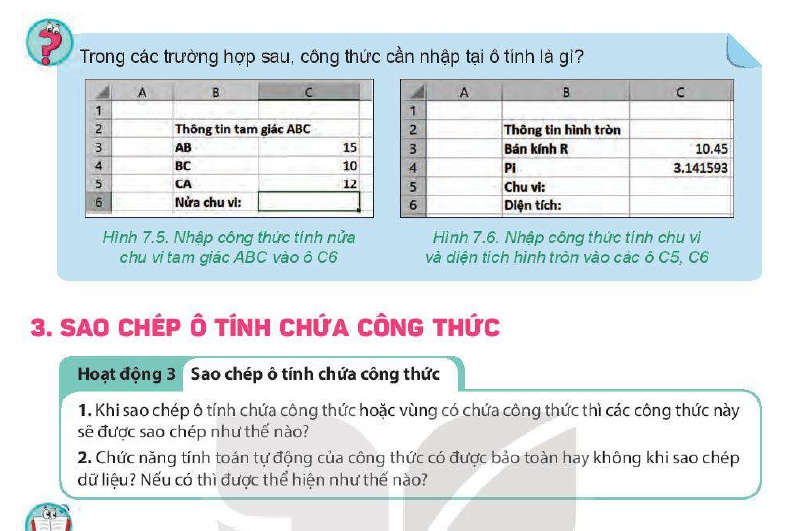 Trong các trường hợp sau, công thức cần nhập tại ô tính là gì?
A B C
1
2 Thông tin tam giác ABC
3 AB 15
4 BC 10
5 CA 12
6 Nửa chu vi:
Hình 7.5. Nhập công thức tính nửa
chu vi tam giác ABC vào ô C6
A B C
1
2 Thông tin hình tròn
3 Bán kính R 10.45
4 Pi 3.141593
5 Chu vi:
6 Diện tích:
Hình 7.6. Nhập công thức tính chu vi
và diện tích hình tròn vào các ô C5, C6
3. SAO CHÉP Ô TÍNH CHỨA CÔNG THỨC
Hoạt động 3 Sao chép ô tính chứa công thức
1. Khi sao chép ô tính chứa công thức hoặc vùng có chứa công thức thì các công thức này
sẽ được sao chép như thế nào?
2. Chức năng tính toán tự động của công thức có được bảo toàn hay không khi sao chép
dữ liệu? Nếu có thì được thể hiện như thế nào?